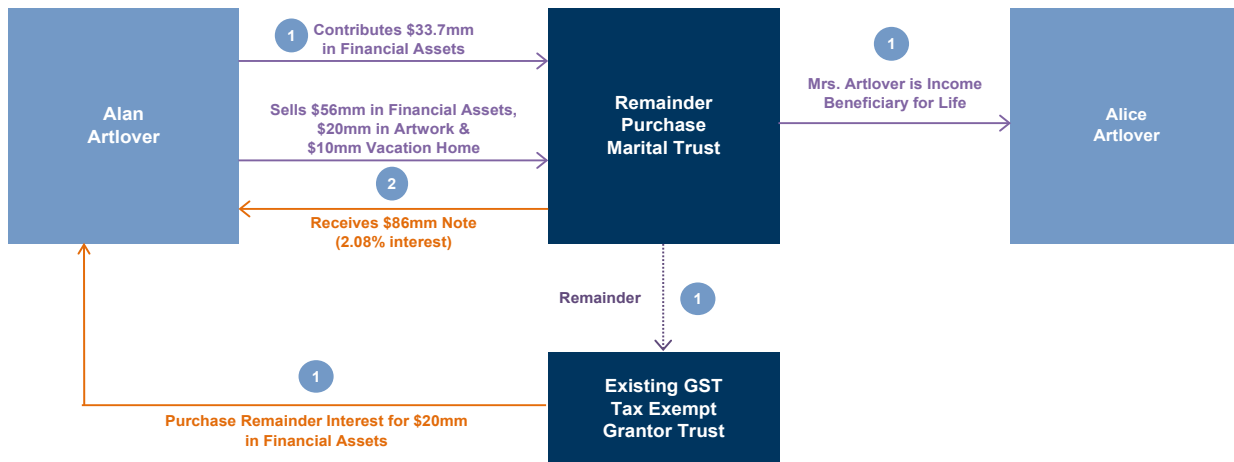 1
Contributes $33.7mm
in Financial Assets
1
Mrs. Artlover is Income
Beneficiary for Life
Alan
Artlover
Sells $56mm in Financial Assets,
$20mm in Artwork &
$10mm Vacation Home
Remainder
Purchase
Marital Trust
Alice
Artlover
2
Receives $86mm Note
(2.08% interest)
Remainder
1
1
Purchase Remainder Interest for $20mm
in Financial Assets
Existing GST
Tax Exempt
Grantor Trust